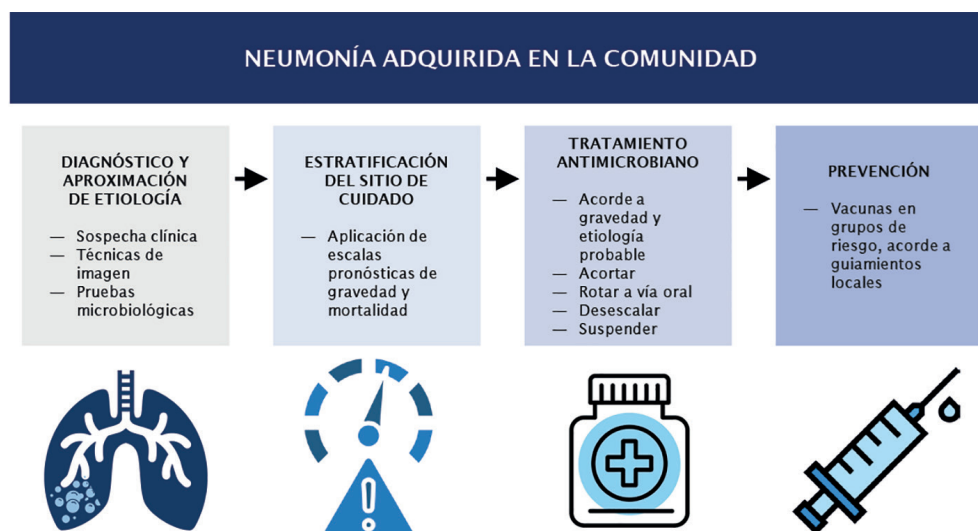 NEUMONÍA ADQUIRIDA EN LA COMUNIDAD
DIAGNÓSTICO Y
APROXIMACIÓN
DE ETIOLOGÍA
— Sospecha clínica
— Técnicas de
imagen
— Pruebas
microbiológicas
ESTRATIFICACIÓN
DEL SITIO DE
CUIDADO
— Aplicación de
escalas
pronósticas de
gravedad y
mortalidad
TRATAMIENTO
ANTIMICROBIANO
— Acorde a
gravedad y
etiología
probable
— Acortar
— Rotar a vía oral
— Desescalar
— Suspender
PREVENCIÓN
— Vacunas en
grupos de
riesgo, acorde a
guiamientos
locales